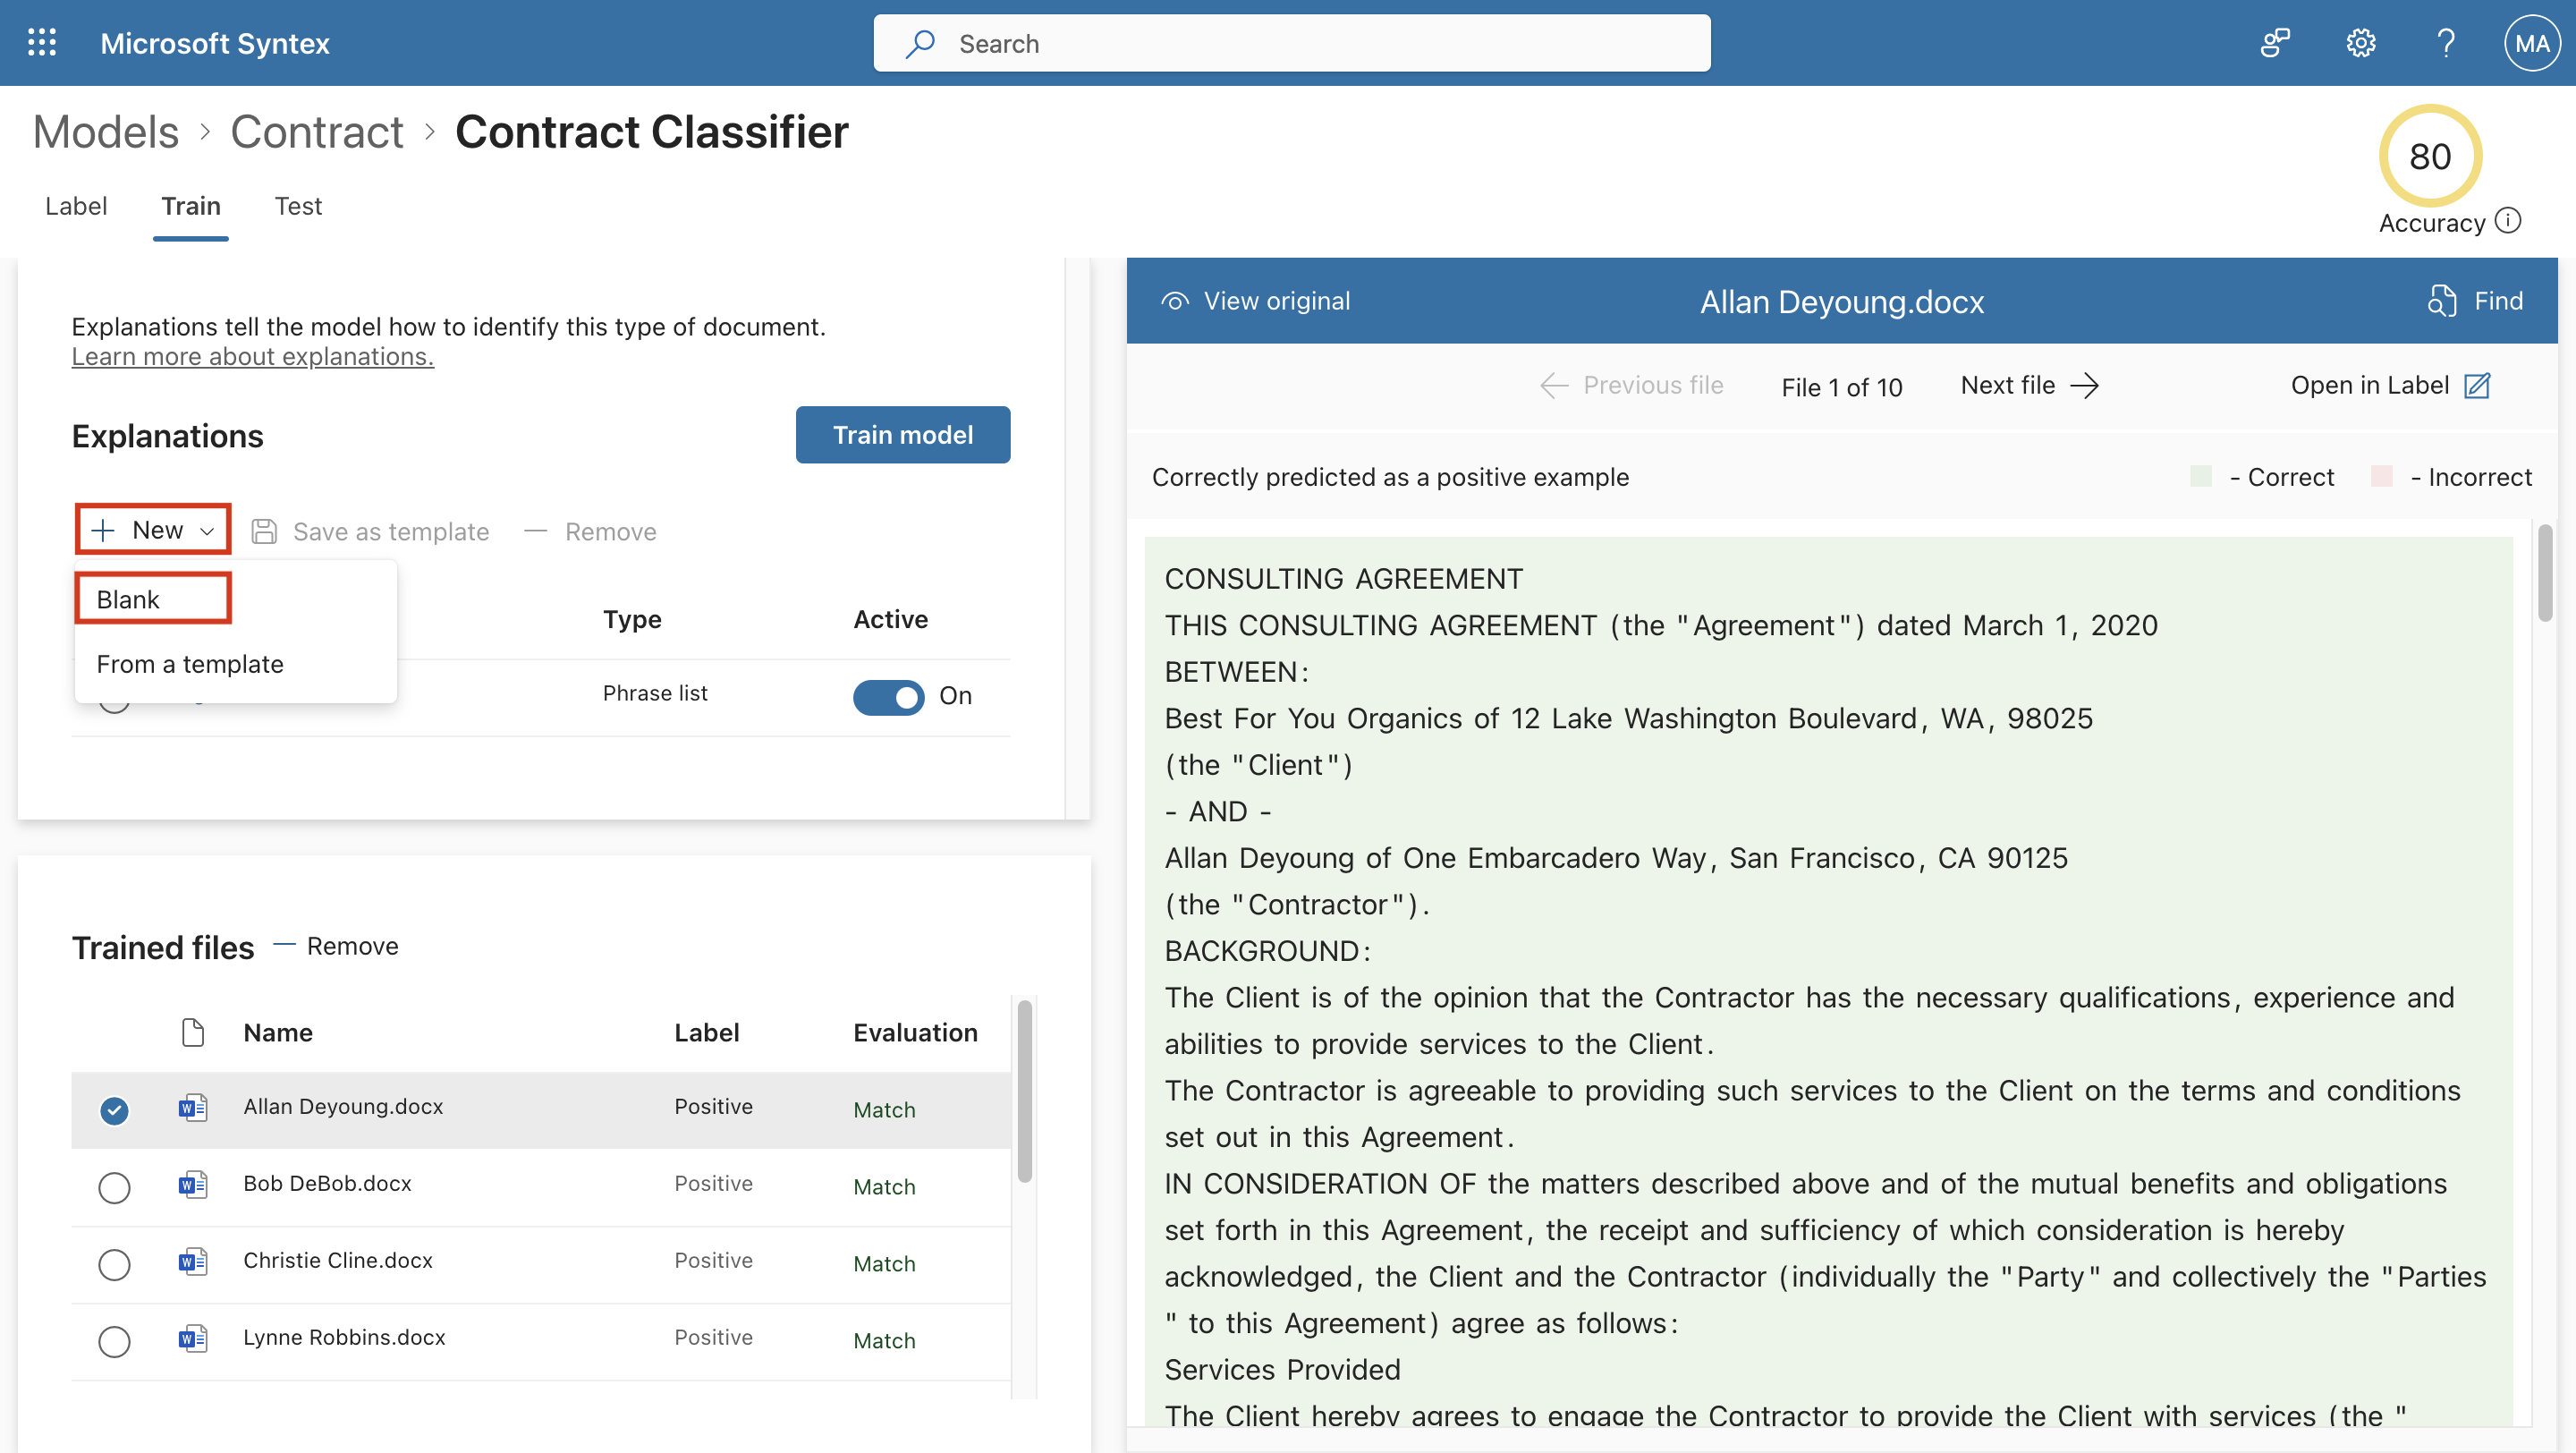 Microsoft Syntex
Search
MA
Models > Contract > Contract Classifier
80
Accuracy
Label Train Test
Explanations tell the model how to identify this type of document.
Learn more about explanations.
Explanations
Train model
New Save as template Remove
Blank
From a template
Type Active
Phrase list On
Trained files Remove
Name Label Evaluation
Allan Deyoung.docx Positive Match
Bob DeBob.docx Positive Match
Christie Cline.docx Positive Match
Lynne Robbins.docx Positive Match
View original Allan Deyoung.docx Find
Previous file File 1 of 10 Next file Open in Label
Correctly predicted as a positive example - Correct - Incorrect
CONSULTING AGREEMENT
THIS CONSULTING AGREEMENT (the "Agreement") dated March 1, 2020
BETWEEN:
Best For You Organics of 12 Lake Washington Boulevard, WA, 98025
(the "Client")
- AND -
Allan Deyoung of One Embarcadero Way, San Francisco, CA 90125
(the "Contractor").
BACKGROUND:
The Client is of the opinion that the Contractor has the necessary qualifications, experience and
abilities to provide services to the Client.
The Contractor is agreeable to providing such services to the Client on the terms and conditions
set out in this Agreement.
IN CONSIDERATION OF the matters described above and of the mutual benefits and obligations
set forth in this Agreement, the receipt and sufficiency of which consideration is hereby
acknowledged, the Client and the Contractor (individually the "Party" and collectively the "Parties
" to this Agreement) agree as follows:
Services Provided
The Client hereby agrees to engage the Contractor to provide the Client with services (the "